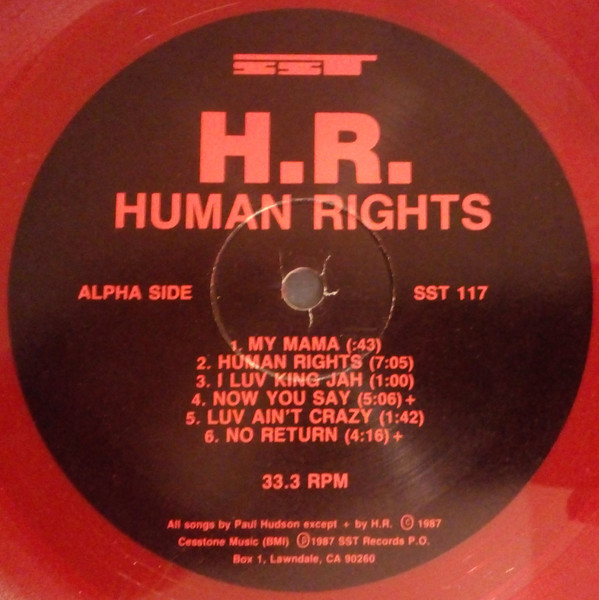 SST
H.R.
HUMAN RIGHTS
ALPHA SIDE SST 117
1. MY MAMA (:43)
2. HUMAN RIGHTS (7:05)
3. I LUV KING JAH (1:00)
4. NOW YOU SAY (5:06) +
5. LUV AIN'T CRAZY (1:42)
6. NO RETURN (4:16) +
33.3 RPM
All songs by Paul Hudson except + by H.R. © 1987
Cesstone Music (BMI) ℗1987 SST Records P.O.
Box 1, Lawndale, CA 90260